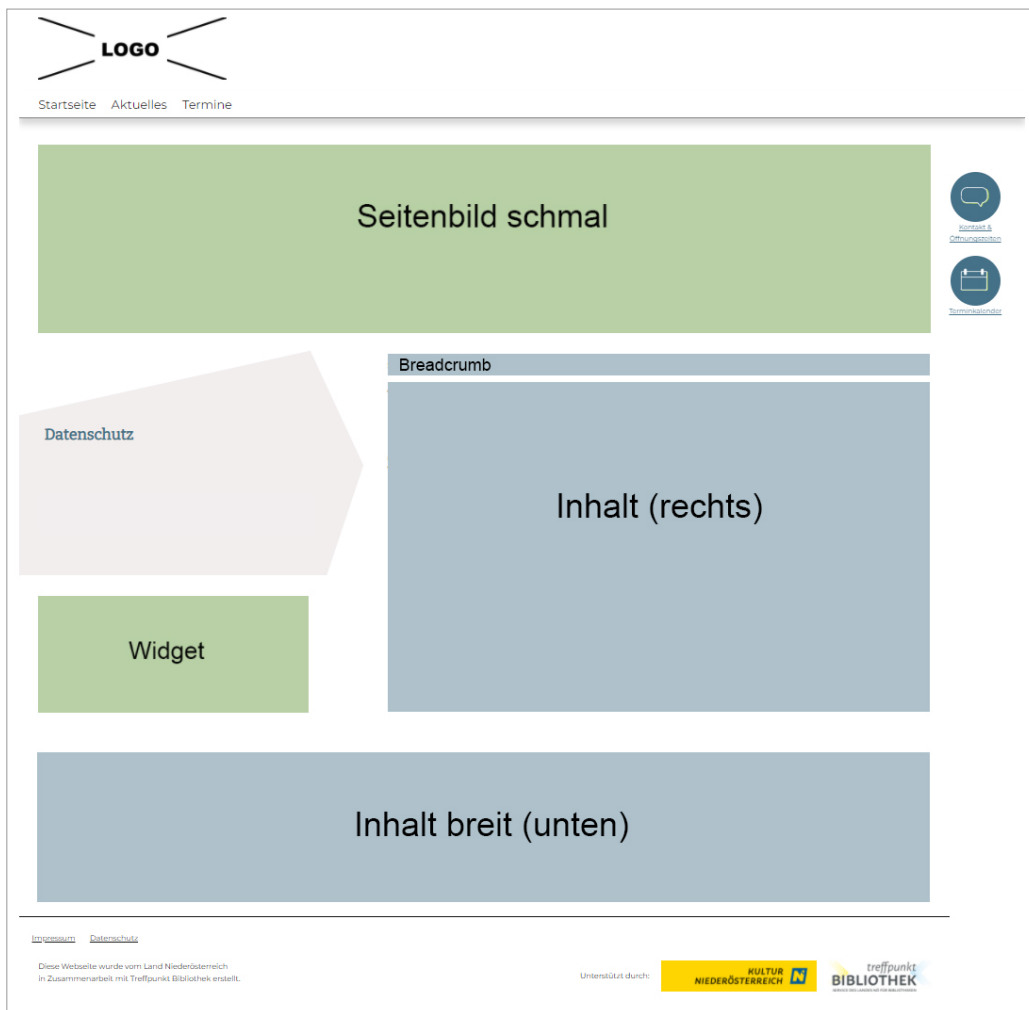 LOGO
Startseite Aktuelles Termine
Seitenbild schmal
Kontakt &
Öffnungszeiten
Terminkalender
Breadcrumb
Datenschutz
Inhalt (rechts)
Widget
Inhalt breit (unten)
Impressum Datenschutz
Diese Webseite wurde vom Land Niederösterreich
in Zusammenarbeit mit Treffpunkt Bibliothek erstellt.
Unterstützt durch:
KULTUR
NIEDERÖSTERREICH N
treffpunkt
BIBLIOTHEK